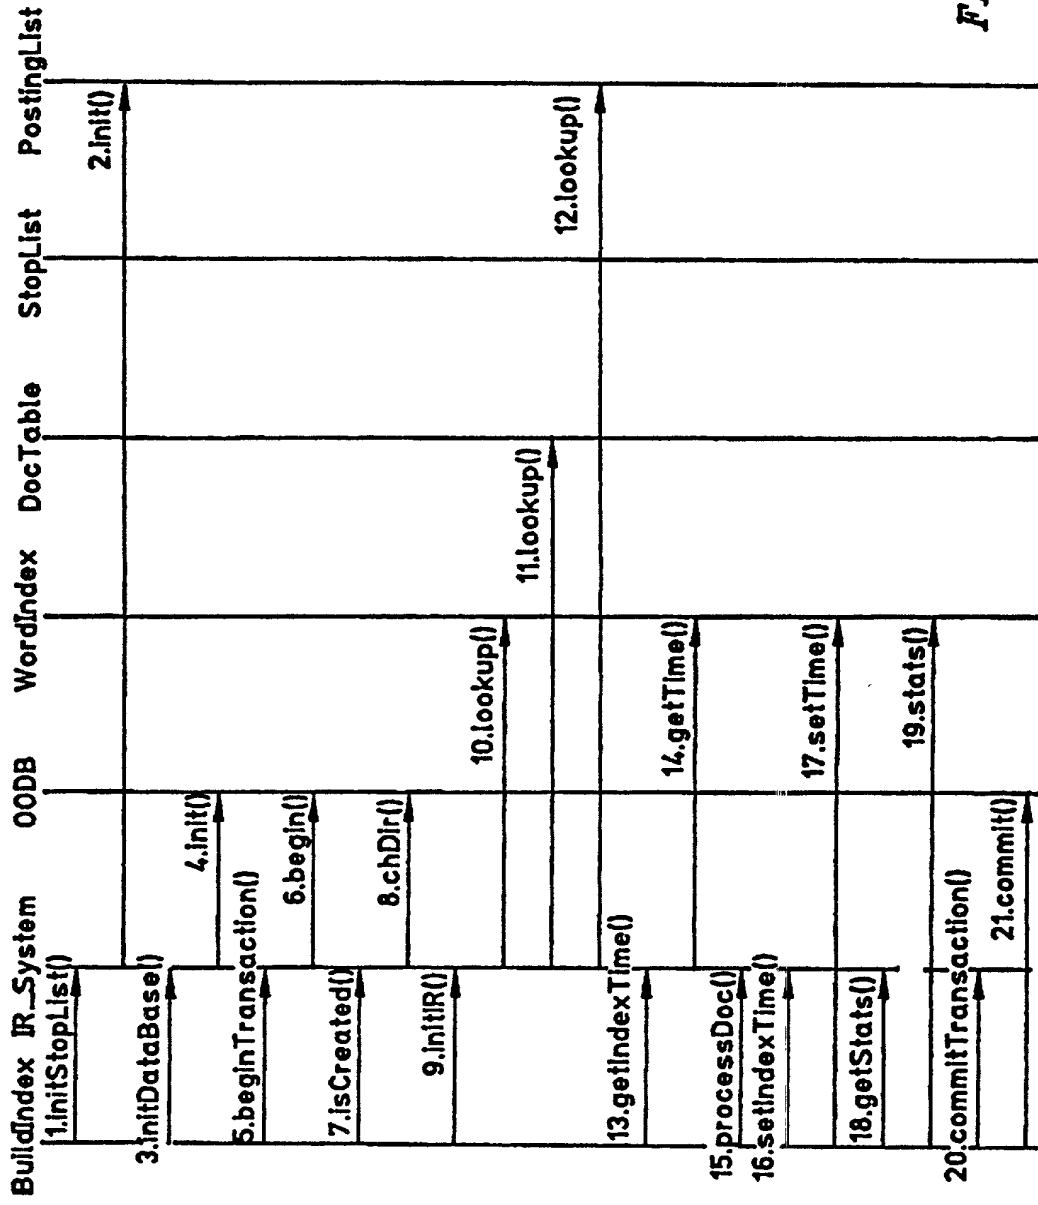 BuildIndex IR_System OODB WordIndex DocTable StopList PostingList
1.initStopList()
2.init()
3.initDataBase()
4.init()
5.beginTransaction()
6.begin()
7.isCreated()
8.chDir()
9.initIR()
10.lookup()
11.lookup()
12.lookup()
13.getIndexTime()
14.getTime()
15.processDoc()
16.setIndexTime()
17.setTime()
18.getStats()
19.stats()
20.commitTransaction()
21.commit()